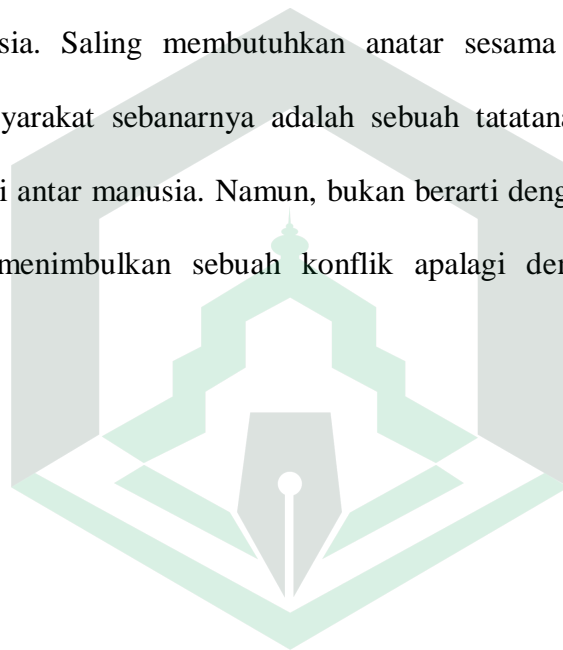 sia. Saling membutuhkan anatar sesama
yarakat sebanarnya adalah sebuah tatatana
i antar manusia. Namun, bukan berarti deng
menimbulkan sebuah konflik apalagi der